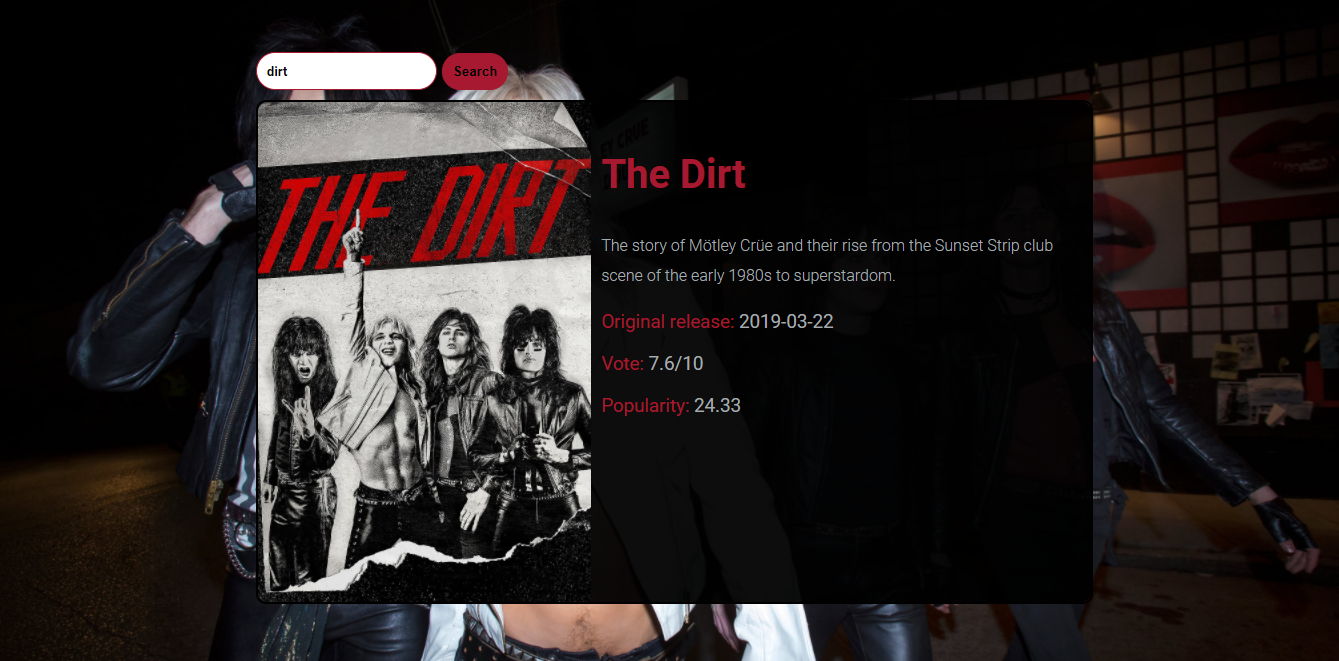 dirt Search
THE DIRT
EY CRUE
The Dirt
The story of Mötley Crüe and their rise from the Sunset Strip club
scene of the early 1980s to superstardom.
Original release: 2019-03-22
Vote: 7.6/10
Popularity: 24.33